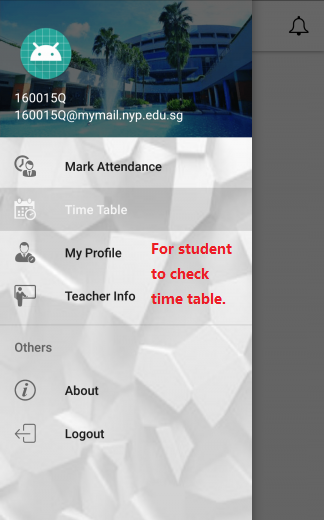 160015Q
160015Q@mymail.nyp.edu.sg
Mark Attendance
Time Table
My Profile
For student
to check
time table.
Teacher Info
Others
About
Logout